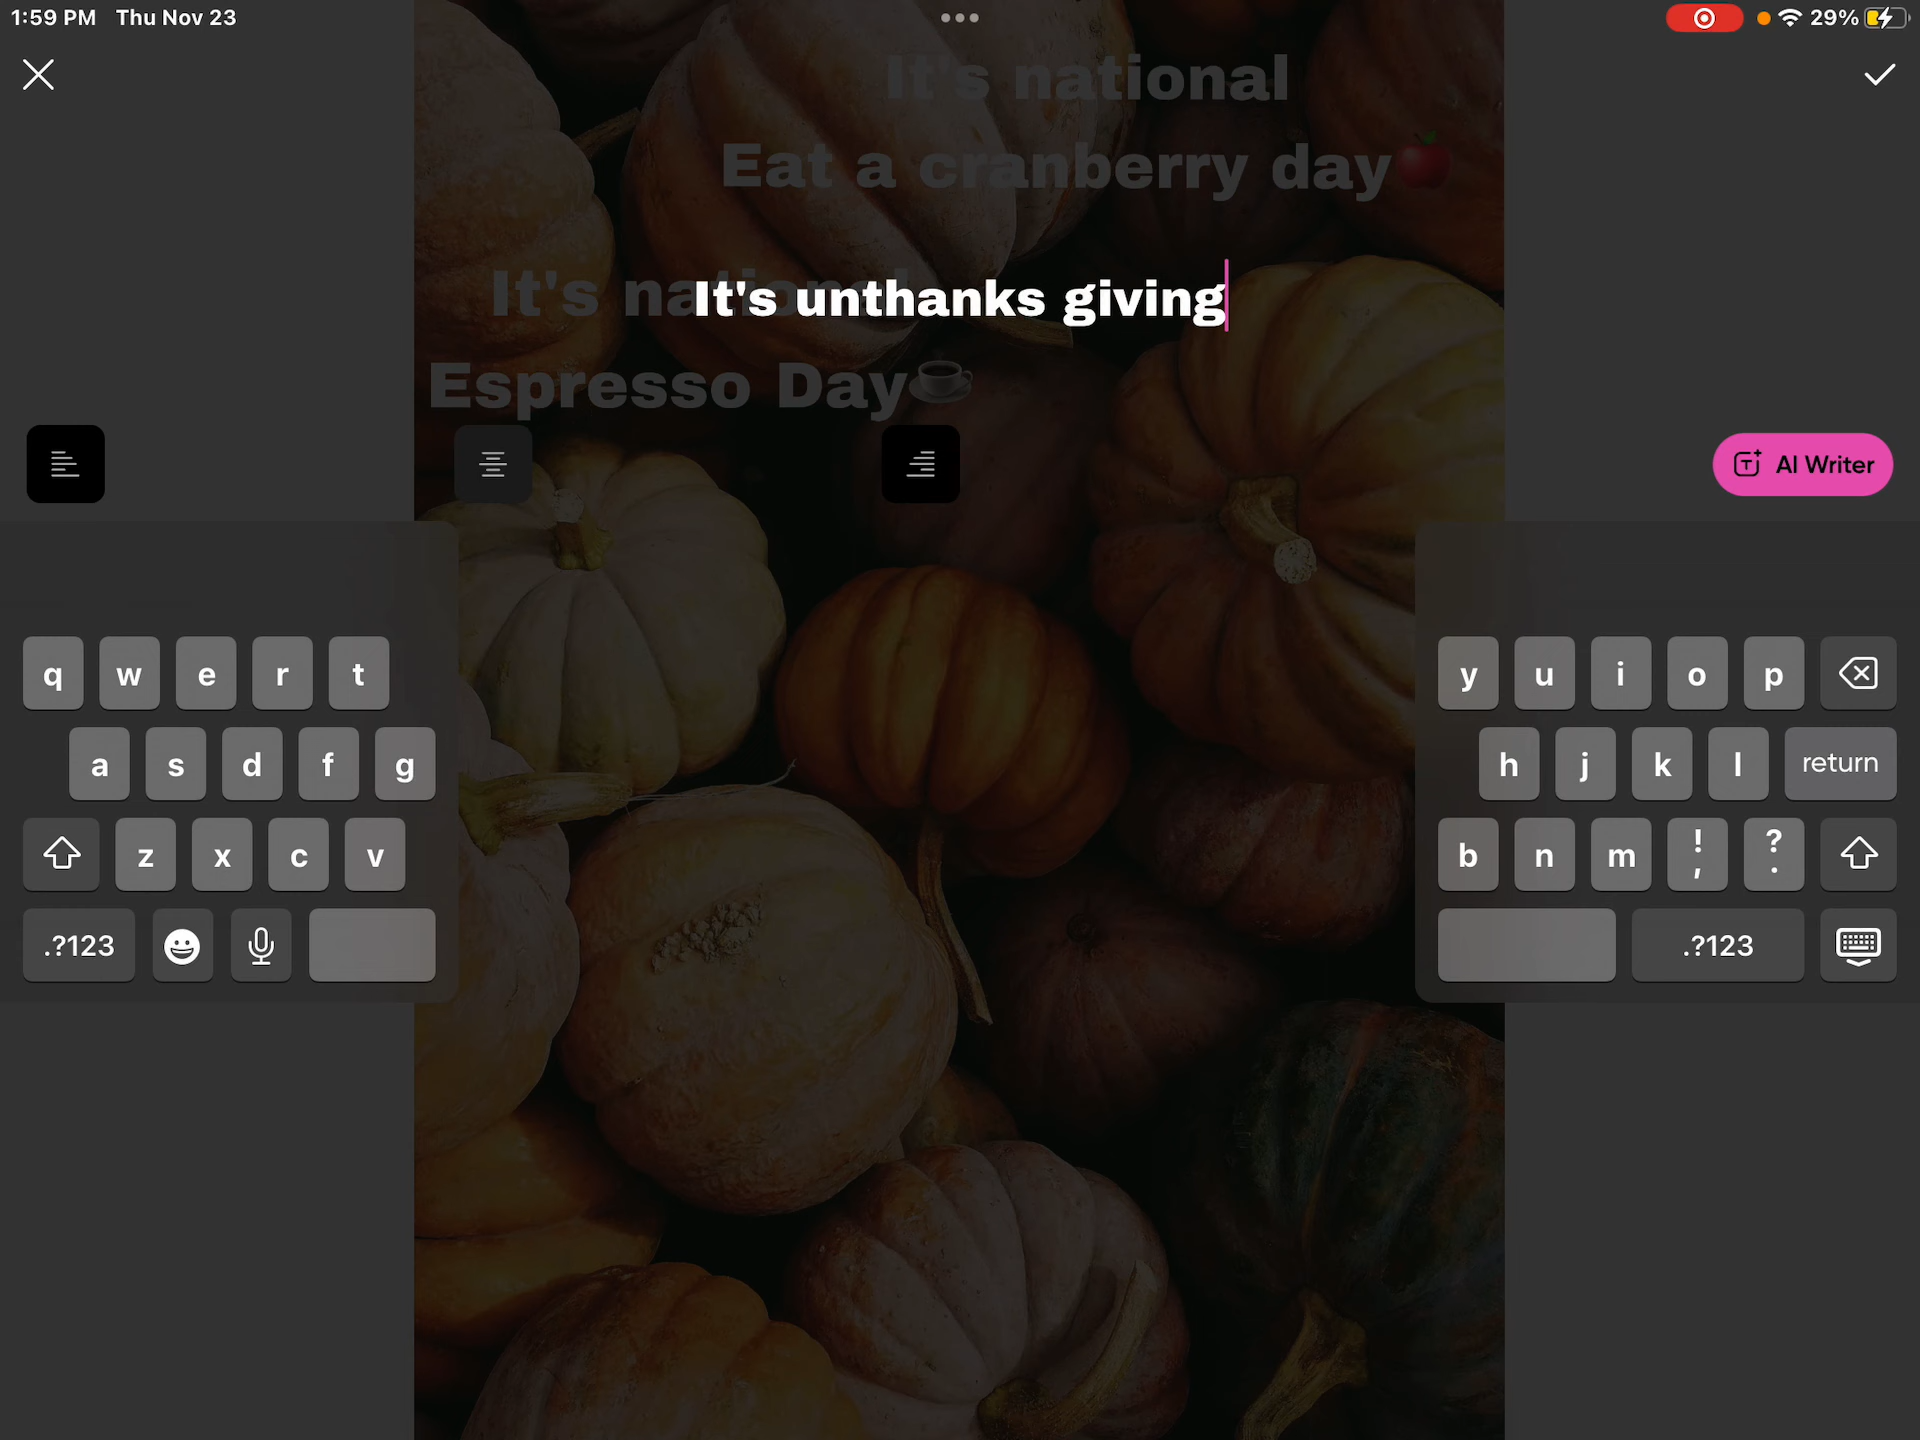 1:59 PM Thu Nov 23
29%
It's national
Eat a cranberry day🍎
It's national
It's unthanks giving
Espresso Day☕
AI Writer
q w e r t
y u i o p
a s d f g
h j k l return
z x c v
b n m ! , ? .
.?123
.?123